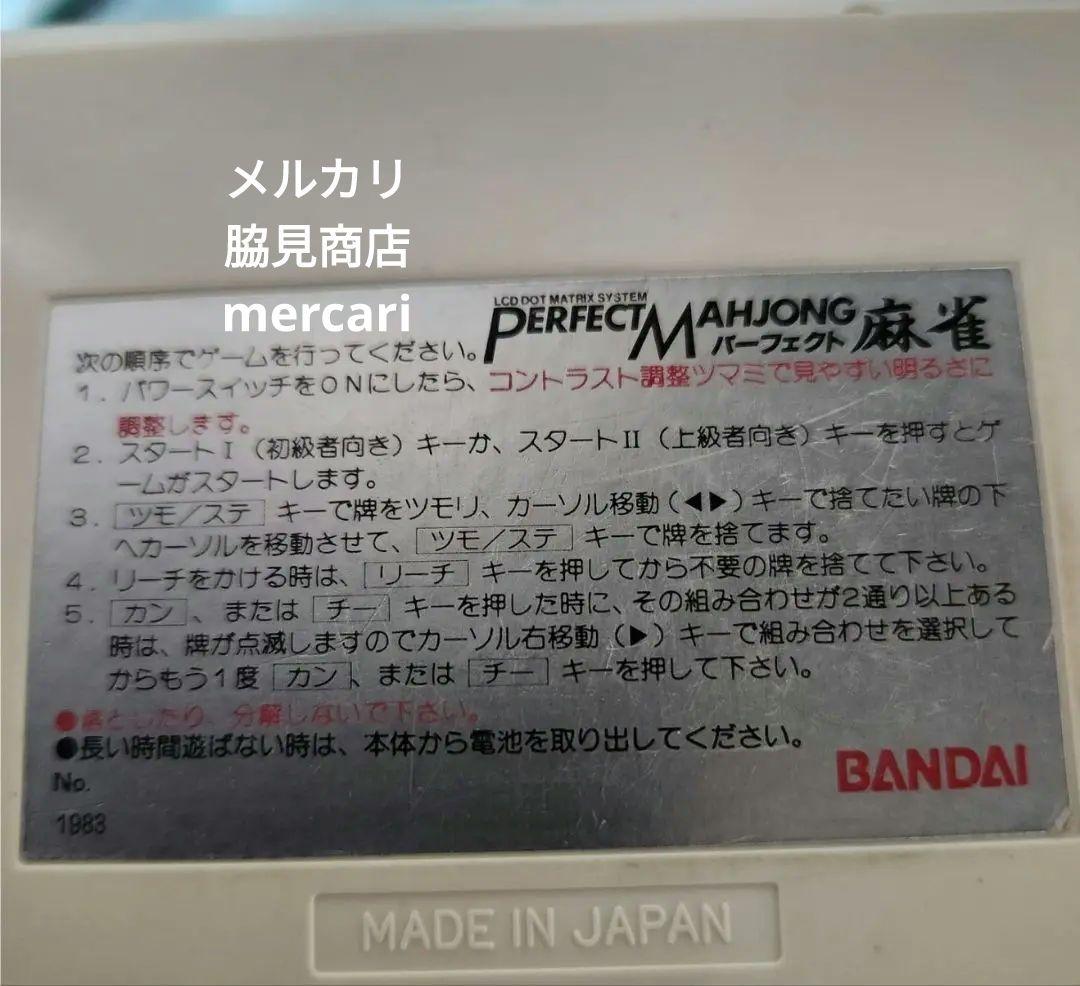 メルカリ
脇見商店
mercari
LCD DOT MATRIX SYSTEM
PERFECT MAHJONG 麻雀
パーフェクト
次の順序でゲームを行ってください。
1. パワースイッチをONにしたら、コントラスト調整ツマミで見やすい明るさに
調整します。
2. スタートⅠ（初級者向き）キーか、スタートⅡ（上級者向き）キーを押すとゲ
ームがスタートします。
3. ツモ／ステ キーで牌をツモリ、カーソル移動（◀▶）キーで捨てたい牌の下
へカーソルを移動させて、ツモ／ステ キーで牌を捨てます。
4. リーチをかける時は、リーチ キーを押してから不要の牌を捨てて下さい。
5. カン、または チー キーを押した時に、その組み合わせが2通り以上ある
時は、牌が点滅しますのでカーソル右移動（▶）キーで組み合わせを選択して
からもう1度 カン、または チー キーを押して下さい。
●落としたり、分解しないで下さい。
●長い時間遊ばない時は、本体から電池を取り出してください。
No.
BANDAI
1983
MADE IN JAPAN